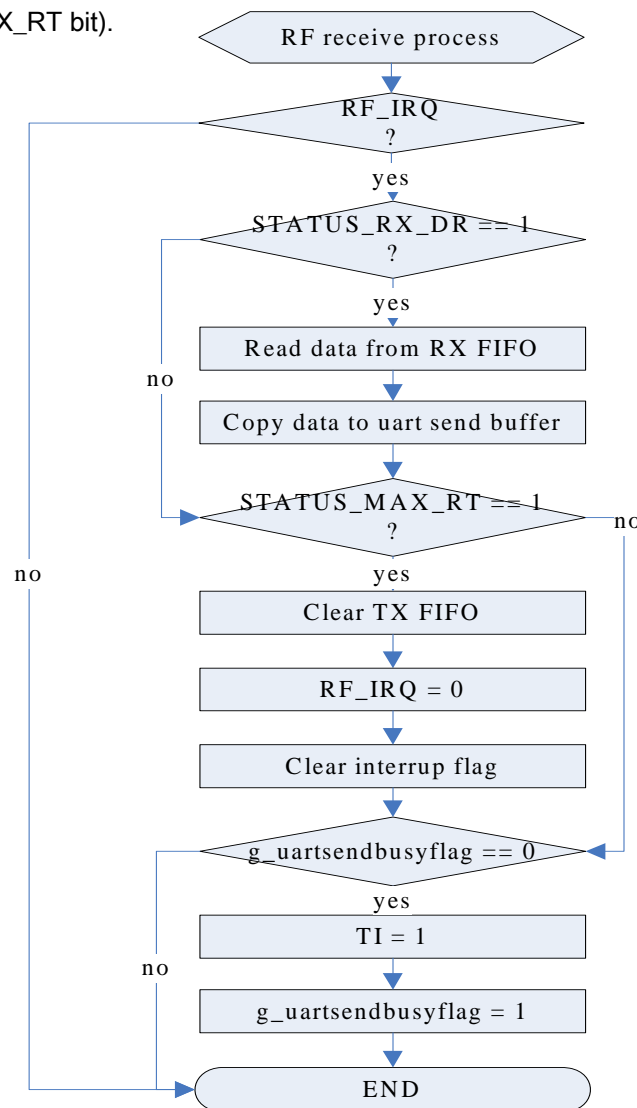 X_RT bit).
RF receive process
RF_IRQ
?
yes
STATUS_RX_DR == 1
?
yes
Read data from RX FIFO
no
Copy data to uart send buffer
STATUS_MAX_RT == 1
?
no
yes
no
Clear TX FIFO
RF_IRQ = 0
Clear interrup flag
g_uartsendbusyflag == 0
yes
TI = 1
no
g_uartsendbusyflag = 1
END